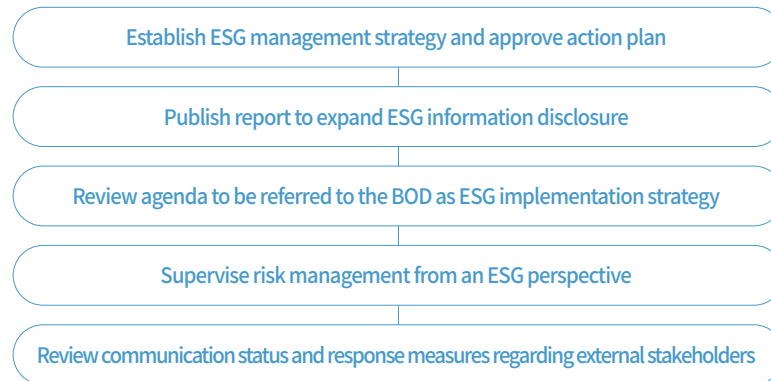 Establish ESG management strategy and approve action plan
Publish report to expand ESG information disclosure
Review agenda to be referred to the BOD as ESG implementation strategy
Supervise risk management from an ESG perspective
Review communication status and response measures regarding external stakeholders